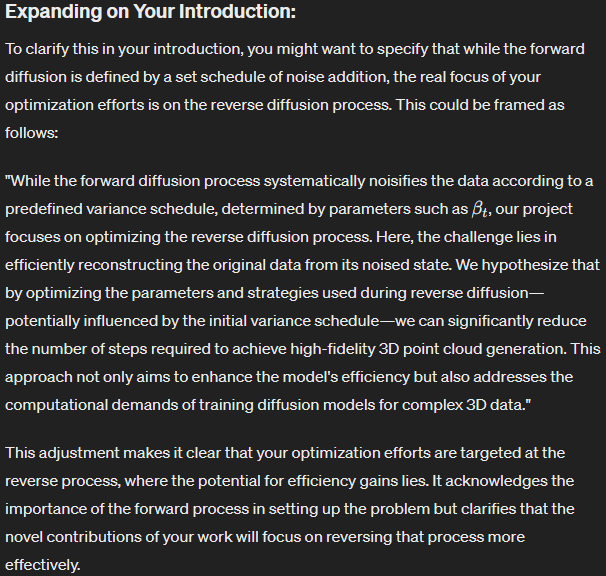 Expanding on Your Introduction:
To clarify this in your introduction, you might want to specify that while the forward
diffusion is defined by a set schedule of noise addition, the real focus of your
optimization efforts is on the reverse diffusion process. This could be framed as
follows:
"While the forward diffusion process systematically noisifies the data according to a
predefined variance schedule, determined by parameters such as βₜ, our project
focuses on optimizing the reverse diffusion process. Here, the challenge lies in
efficiently reconstructing the original data from its noised state. We hypothesize that
by optimizing the parameters and strategies used during reverse diffusion—
potentially influenced by the initial variance schedule—we can significantly reduce
the number of steps required to achieve high-fidelity 3D point cloud generation. This
approach not only aims to enhance the model's efficiency but also addresses the
computational demands of training diffusion models for complex 3D data."
This adjustment makes it clear that your optimization efforts are targeted at the
reverse process, where the potential for efficiency gains lies. It acknowledges the
importance of the forward process in setting up the problem but clarifies that the
novel contributions of your work will focus on reversing that process more
effectively.